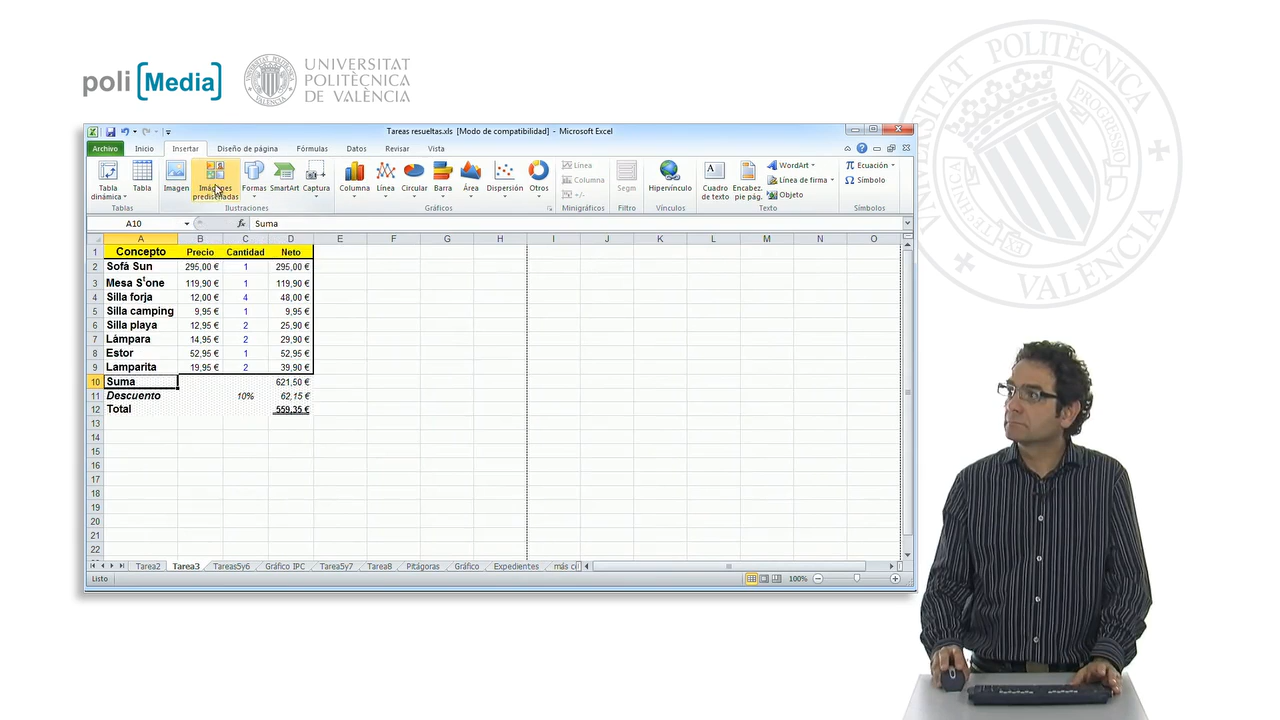 poli [Media]
UNIVERSITAT
POLITÈCNICA
DE VALÈNCIA
UNIVERSITAT POLITÈCNICA DE VALÈNCIA
Tareas resueltas.xls [Modo de compatibilidad] - Microsoft Excel
Archivo Inicio Insertar Diseño de página Fórmulas Datos Revisar Vista
Tabla dinámica Tabla Imagen Imágenes prediseñadas Formas SmartArt Captura Columna Línea Circular Barra Área Dispersión Otros Línea Columna +/- Segm Hipervínculo Cuadro de texto Encabez. pie pág. WordArt Línea de firma Objeto Ecuación Símbolo
Tablas Ilustraciones Gráficos Minigráficos Filtro Vínculos Texto Símbolos
A10 fx Suma
A B C D E F G H I J K L M N O
1 Concepto Precio Cantidad Neto
2 Sofá Sun 295,00 € 1 295,00 €
3 Mesa S'one 119,90 € 1 119,90 €
4 Silla forja 12,00 € 4 48,00 €
5 Silla camping 9,95 € 1 9,95 €
6 Silla playa 12,95 € 2 25,90 €
7 Lámpara 14,95 € 2 29,90 €
8 Estor 52,95 € 1 52,95 €
9 Lamparita 19,95 € 2 39,90 €
10 Suma 621,50 €
11 Descuento 10% 62,15 €
12 Total 559,35 €
13
14
15
16
17
18
19
20
21
22
Tarea2 Tarea3 Tareas5y6 Gráfico IPC Tarea5y7 Tarea8 Pitágoras Gráfico Expedientes más ci
Listo 100%